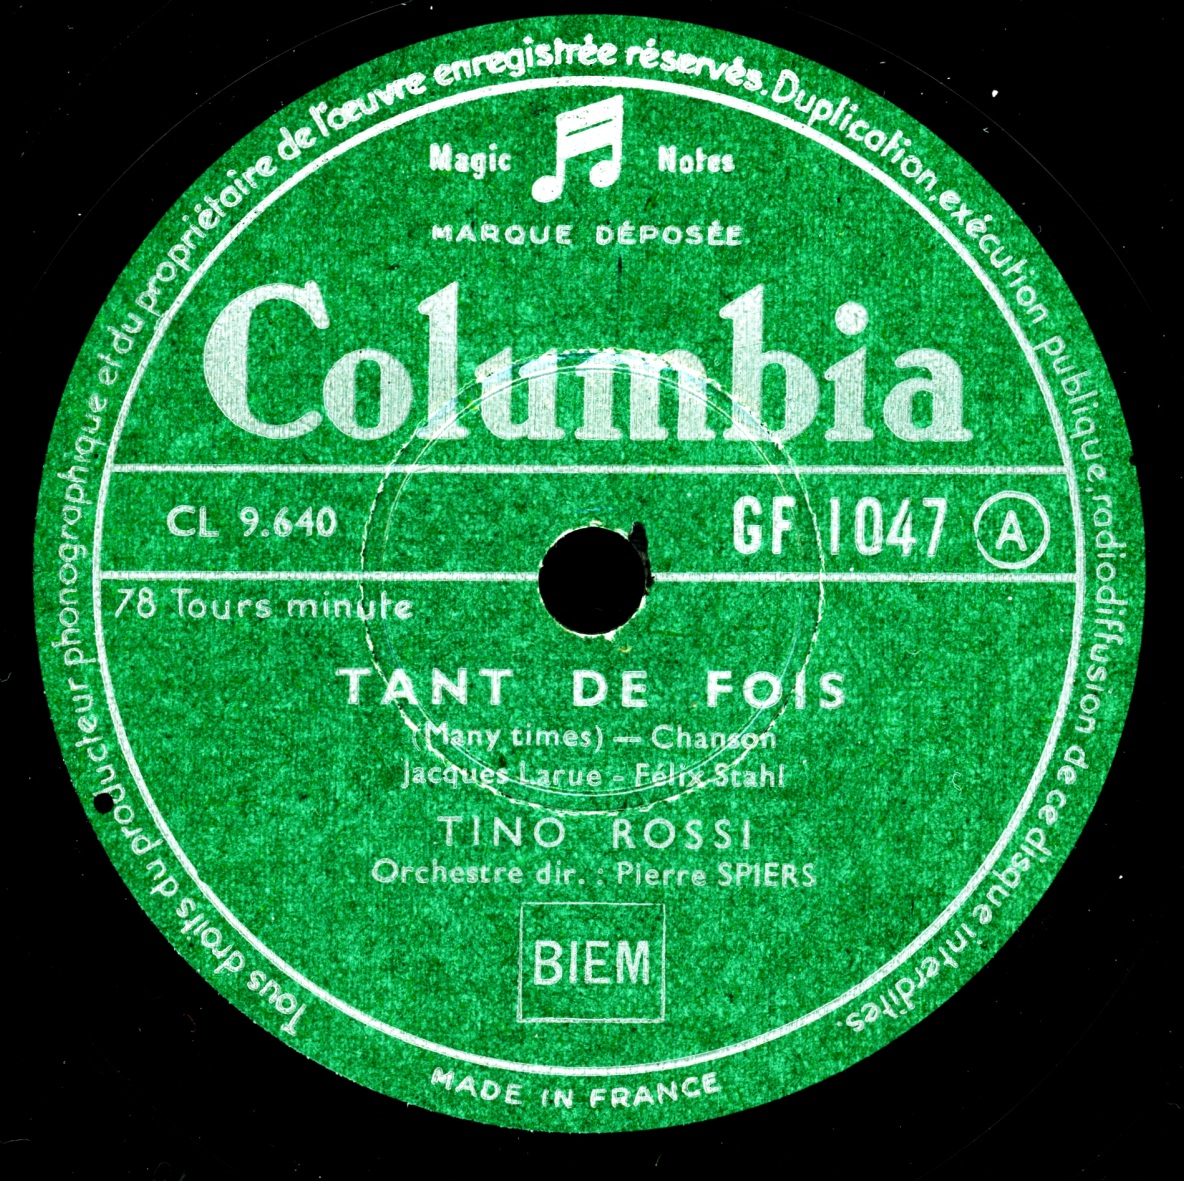 Tous droits du producteur phonographique et du propriétaire de l'œuvre enregistrée réservés. Duplication, exécution publique, radiodiffusion de ce disque interdites.
Magic Notes
MARQUE DÉPOSÉE
Columbia
CL 9.640 GF 1047 A
78 Tours minute
TANT DE FOIS
(Many times) — Chanson
Jacques Larue - Félix Stahl
TINO ROSSI
Orchestre dir. : Pierre SPIERS
BIEM
MADE IN FRANCE